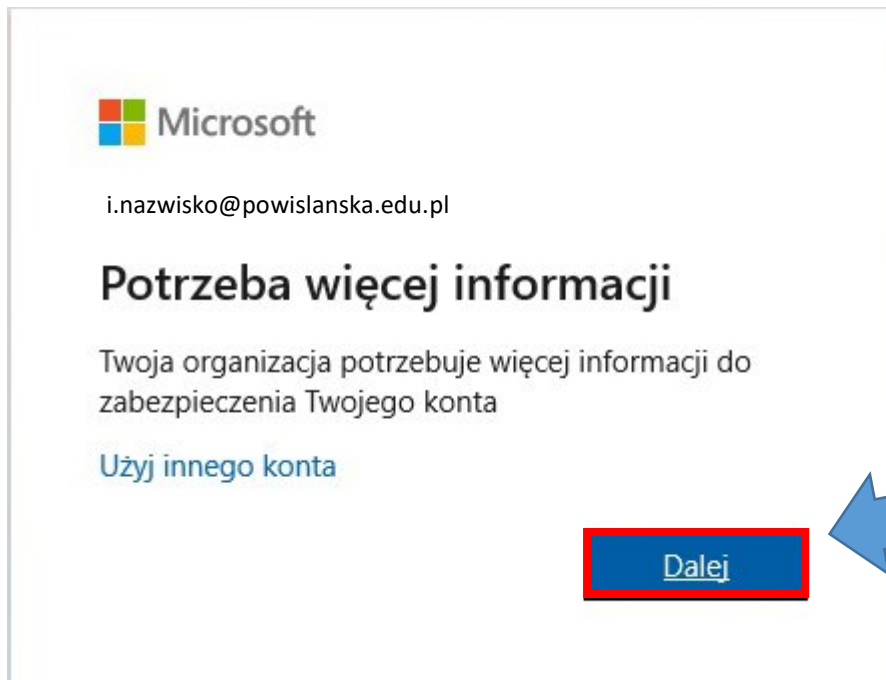 Microsoft
i.nazwisko@powislanska.edu.pl
Potrzeba więcej informacji
Twoja organizacja potrzebuje więcej informacji do
zabezpieczenia Twojego konta
Użyj innego konta
Dalej